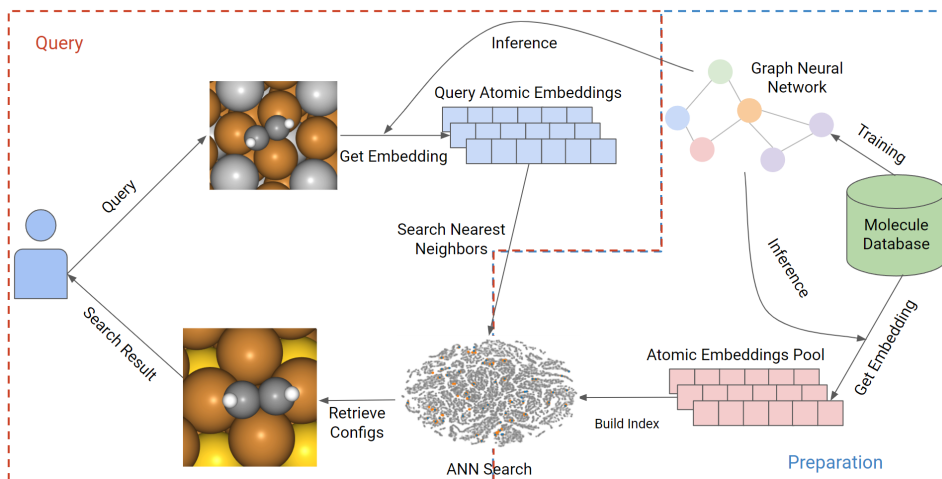 Query
Inference
Graph Neural
Network
Query Atomic Embeddings
Get Embedding
Training
Query
Molecule
Database
Search Nearest
Neighbors
Inference
Search Result
Get Embedding
Atomic Embeddings Pool
Retrieve
Configs
Build Index
ANN Search
Preparation